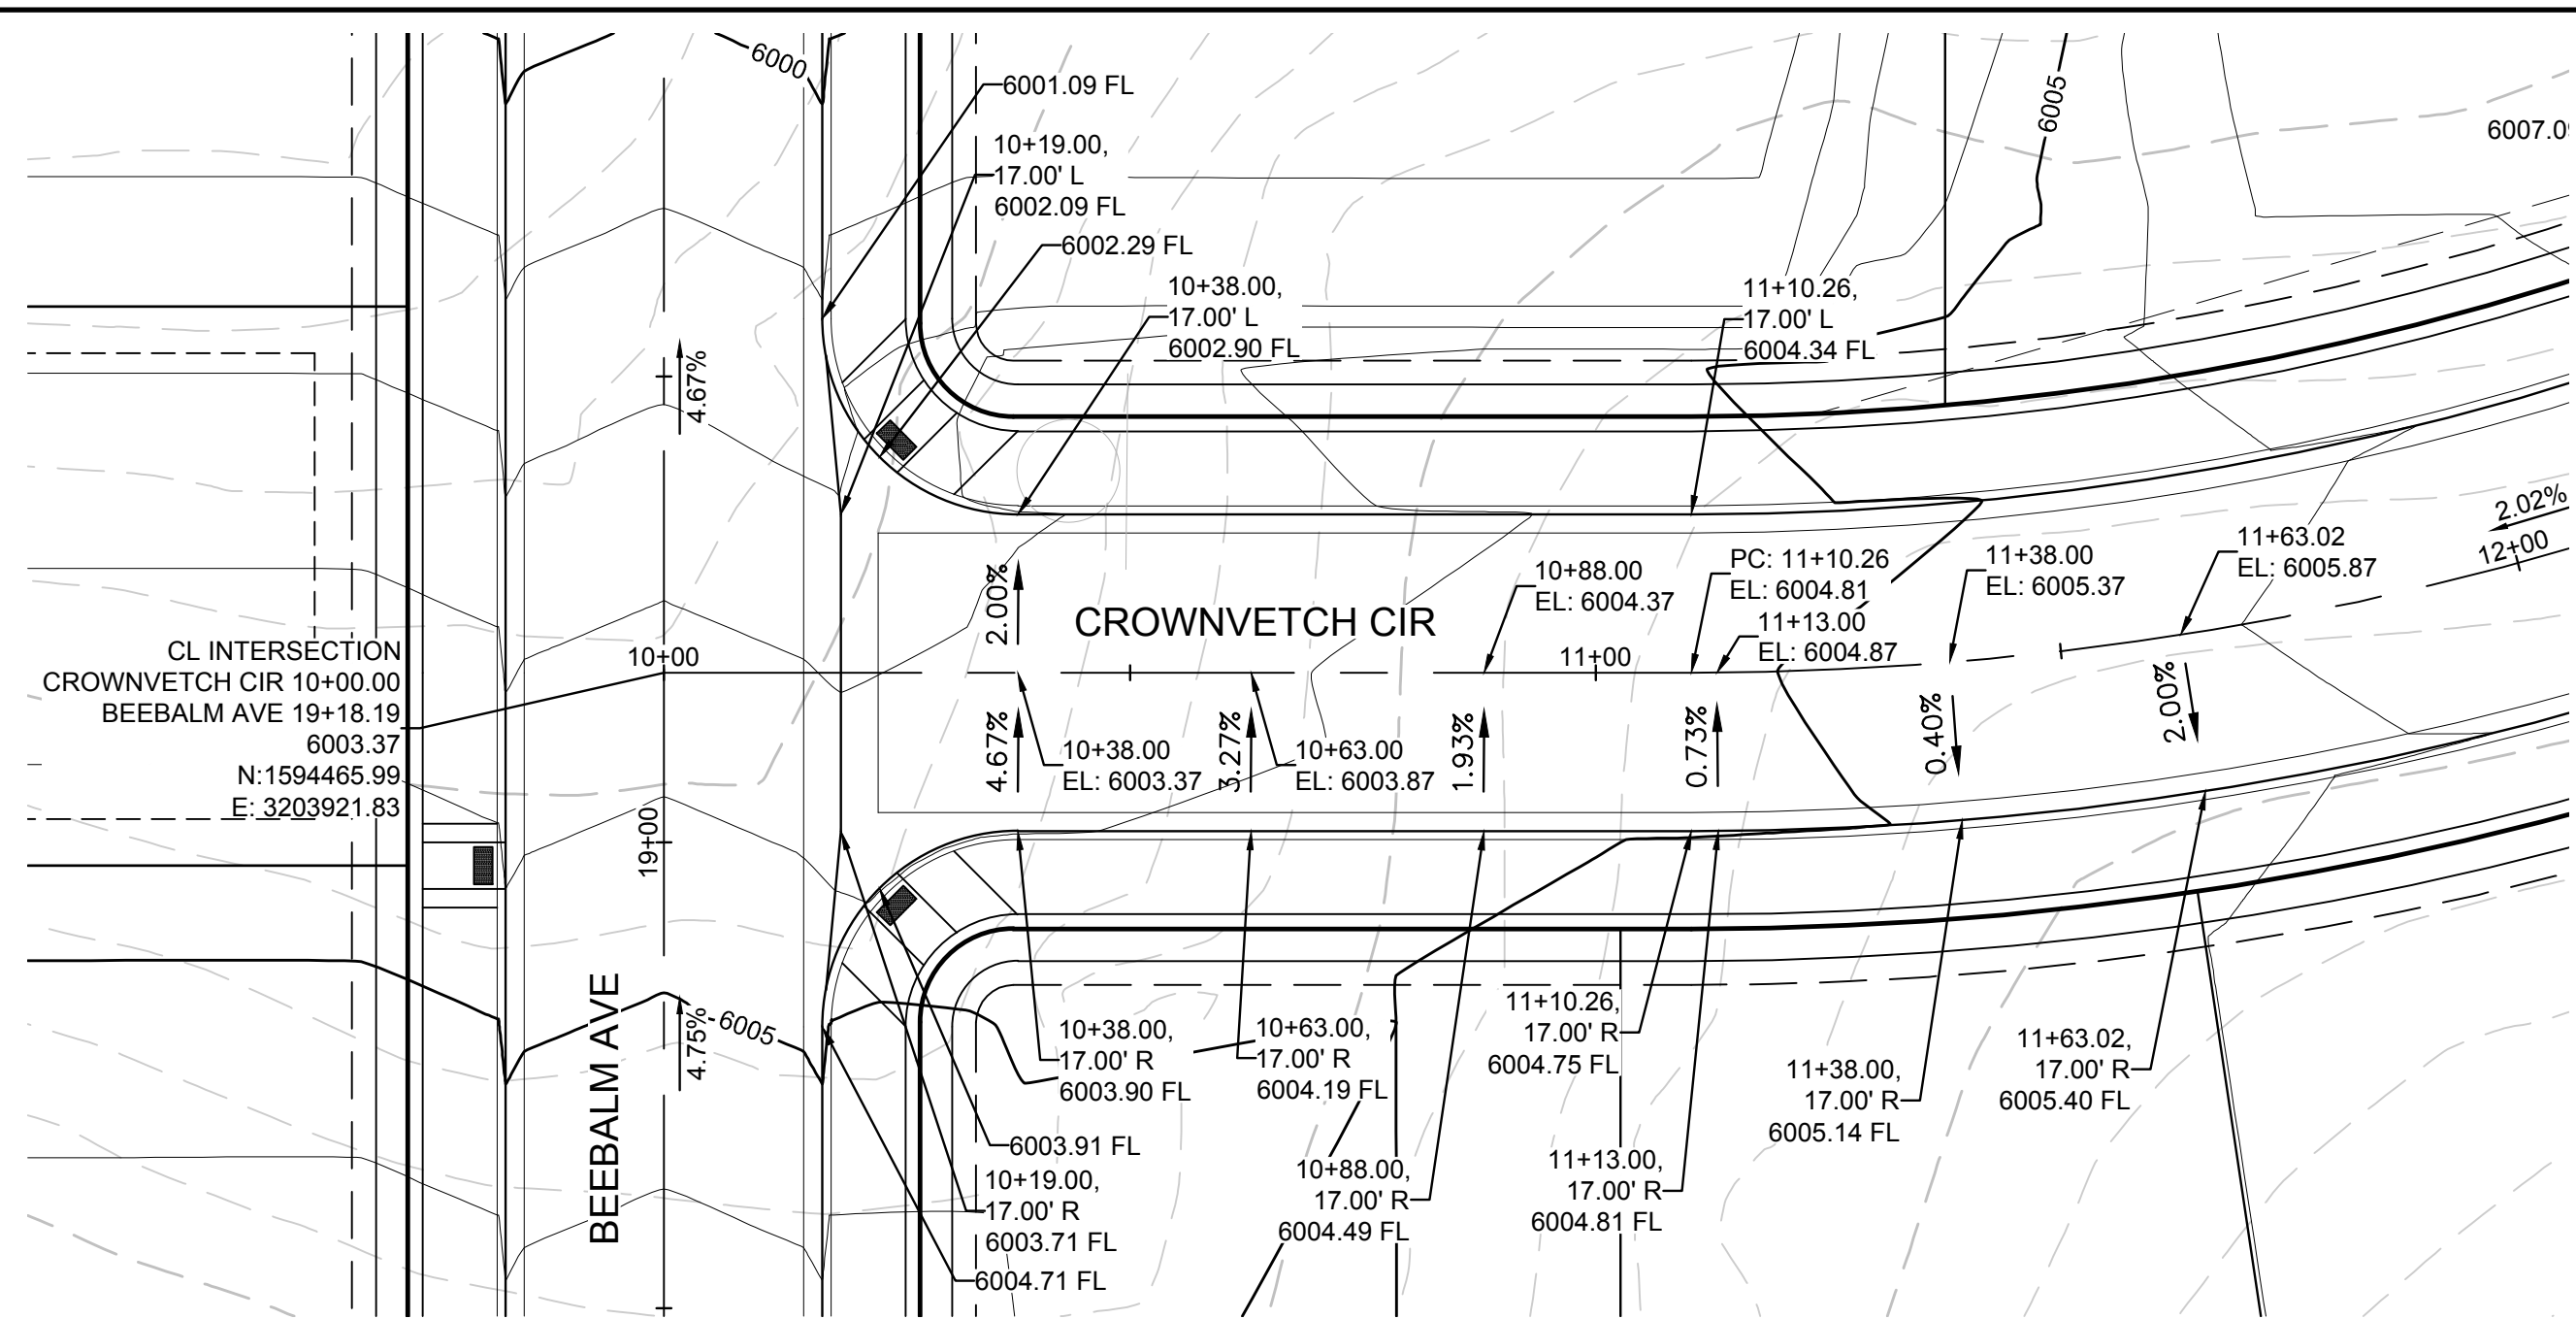 6000
6001.09 FL
10+19.00,
17.00' L
6002.09 FL
6002.29 FL
10+38.00,
17.00' L
6002.90 FL
11+10.26,
17.00' L
6004.34 FL
6005
4.67%
2.00%
CROWNVETCH CIR
10+88.00
EL: 6004.37
PC: 11+10.26
EL: 6004.81
11+13.00
EL: 6004.87
11+38.00
EL: 6005.37
11+63.02
EL: 6005.87
2.02%
12+00
CL INTERSECTION
CROWNVETCH CIR 10+00.00
BEEBALM AVE 19+18.19
6003.37
N:1594465.99
E: 3203921.83
10+00
11+00
4.67%
10+38.00
EL: 6003.37
3.27%
10+63.00
EL: 6003.87
1.93%
0.73%
0.40%
2.00%
19+00
BEEBALM AVE
4.75%
6005
10+38.00,
17.00' R
6003.90 FL
10+63.00,
17.00' R
6004.19 FL
11+10.26,
17.00' R
6004.75 FL
11+38.00,
17.00' R
6005.14 FL
11+63.02,
17.00' R
6005.40 FL
6003.91 FL
10+19.00,
17.00' R
6003.71 FL
6004.71 FL
10+88.00,
17.00' R
6004.49 FL
11+13.00,
17.00' R
6004.81 FL